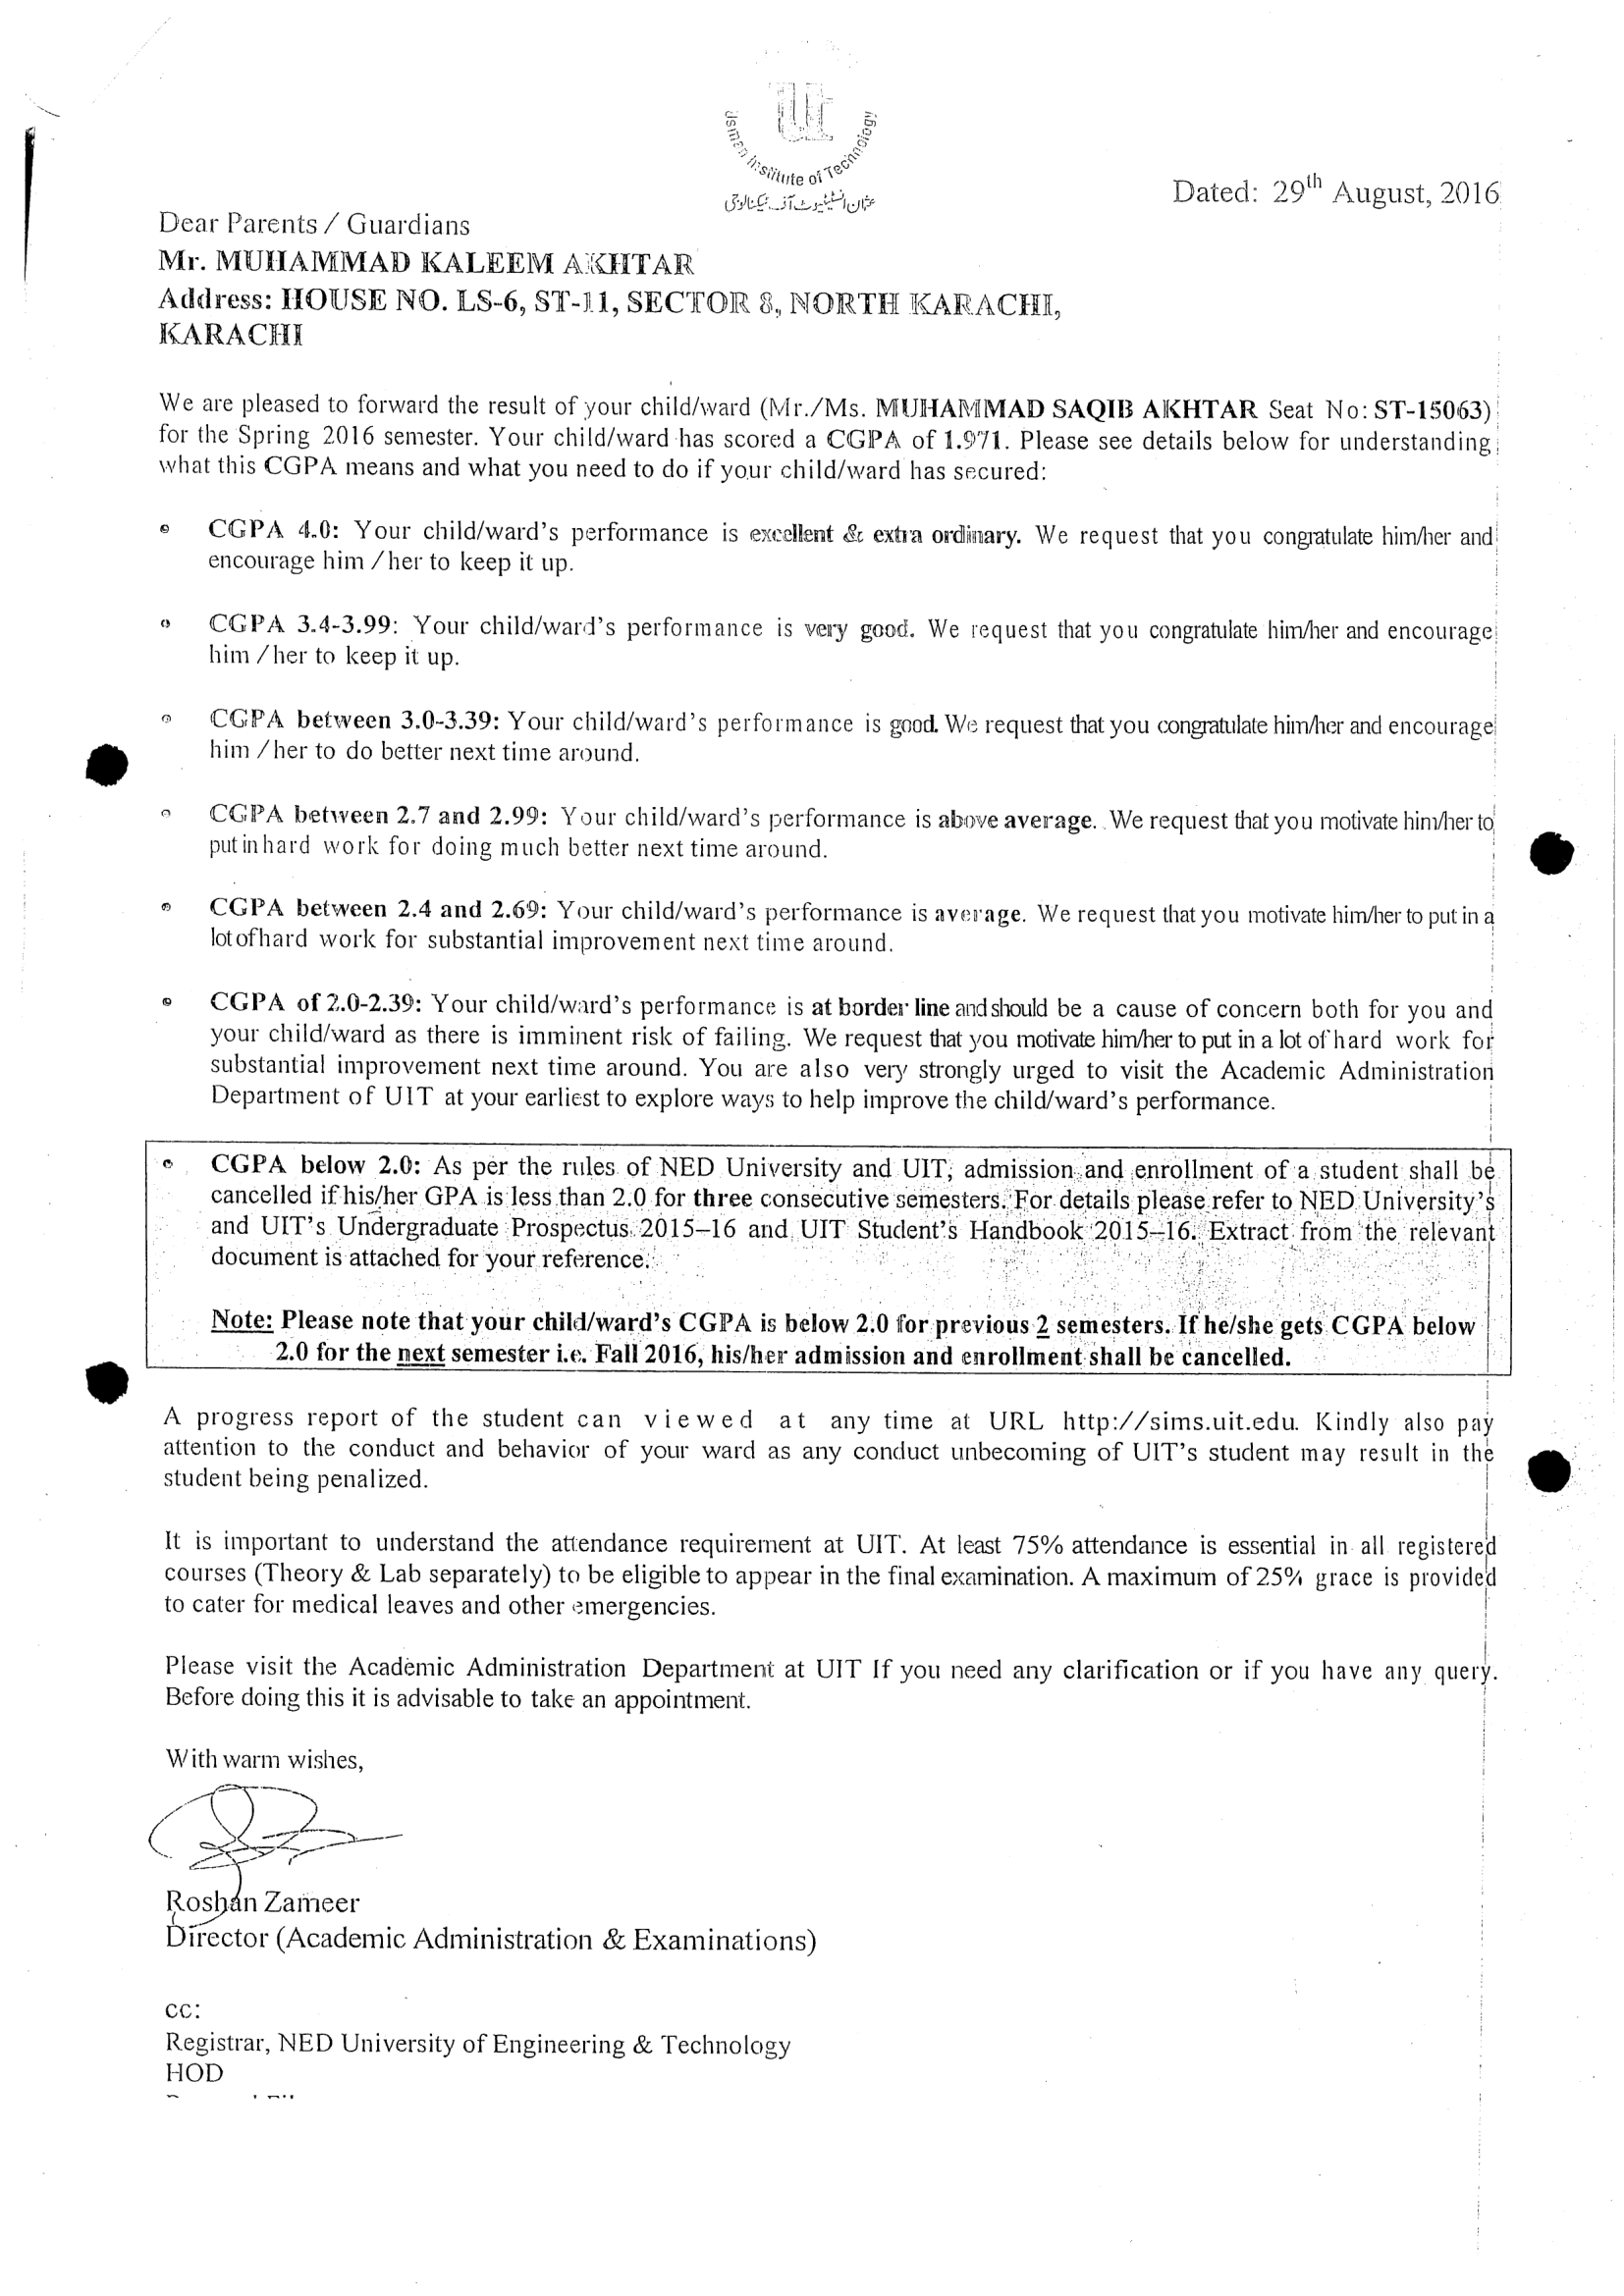 Usman Institute of Technology
عثمان انسٹیٹیوٹ آف ٹیکنالوجی
Dated: 29th August, 2016
Dear Parents / Guardians
Mr. MUHAMMAD KALEEM AKHTAR
Address: HOUSE NO. LS-6, ST-11, SECTOR 8, NORTH KARACHI,
KARACHI
We are pleased to forward the result of your child/ward (Mr./Ms. MUHAMMAD SAQIB AKHTAR Seat No: ST-15063)
for the Spring 2016 semester. Your child/ward has scored a CGPA of 1.971. Please see details below for understanding
what this CGPA means and what you need to do if your child/ward has secured:
• CGPA 4.0: Your child/ward's performance is excellent & extra ordinary. We request that you congratulate him/her and
encourage him / her to keep it up.
• CGPA 3.4-3.99: Your child/ward's performance is very good. We request that you congratulate him/her and encourage
him / her to keep it up.
• CGPA between 3.0-3.39: Your child/ward's performance is good. We request that you congratulate him/her and encourage
him / her to do better next time around.
• CGPA between 2.7 and 2.99: Your child/ward's performance is above average. We request that you motivate him/her to
put in hard work for doing much better next time around.
• CGPA between 2.4 and 2.69: Your child/ward's performance is average. We request that you motivate him/her to put in a
lot of hard work for substantial improvement next time around.
• CGPA of 2.0-2.39: Your child/ward's performance is at border line and should be a cause of concern both for you and
your child/ward as there is imminent risk of failing. We request that you motivate him/her to put in a lot of hard work for
substantial improvement next time around. You are also very strongly urged to visit the Academic Administration
Department of UIT at your earliest to explore ways to help improve the child/ward's performance.
• CGPA below 2.0: As per the rules of NED University and UIT, admission and enrollment of a student shall be
cancelled if his/her GPA is less than 2.0 for three consecutive semesters. For details please refer to NED University's
and UIT's Undergraduate Prospectus 2015–16 and UIT Student's Handbook 2015–16. Extract from the relevant
document is attached for your reference.
Note: Please note that your child/ward's CGPA is below 2.0 for previous 2 semesters. If he/she gets CGPA below
2.0 for the next semester i.e. Fall 2016, his/her admission and enrollment shall be cancelled.
A progress report of the student can viewed at any time at URL http://sims.uit.edu. Kindly also pay
attention to the conduct and behavior of your ward as any conduct unbecoming of UIT's student may result in the
student being penalized.
It is important to understand the attendance requirement at UIT. At least 75% attendance is essential in all registered
courses (Theory & Lab separately) to be eligible to appear in the final examination. A maximum of 25% grace is provided
to cater for medical leaves and other emergencies.
Please visit the Academic Administration Department at UIT If you need any clarification or if you have any query.
Before doing this it is advisable to take an appointment.
With warm wishes,
Roshan Zameer
Director (Academic Administration & Examinations)
cc:
Registrar, NED University of Engineering & Technology
HOD